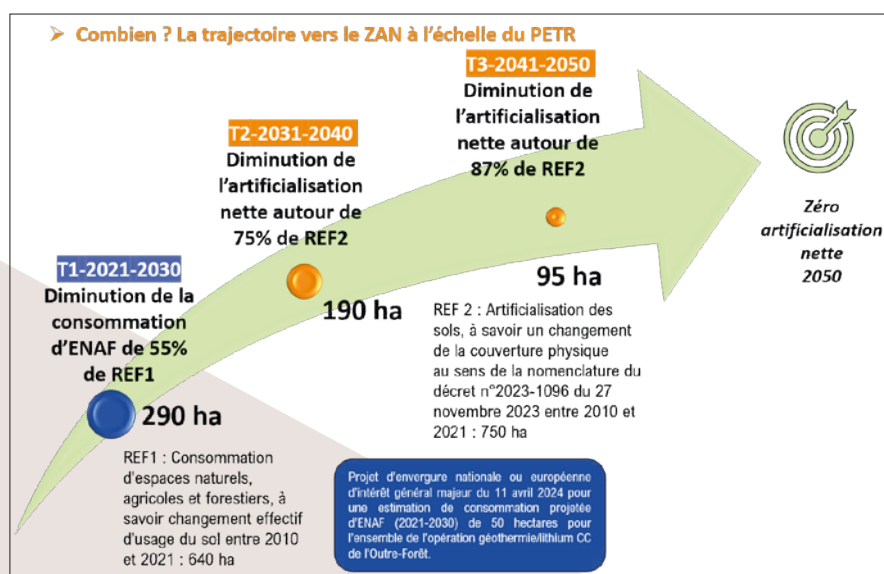 ➢ Combien ? La trajectoire vers le ZAN à l’échelle du PETR
T3-2041-2050
Diminution de
l’artificialisation
nette autour de
87% de REF2
T2-2031-2040
Diminution de
l’artificialisation
nette autour de
75% de REF2
Zéro
artificialisation
nette
2050
T1-2021-2030
Diminution de la
consommation
d’ENAF de 55%
de REF1
95 ha
190 ha
REF 2 : Artificialisation des
sols, à savoir un changement
de la couverture physique
au sens de la nomenclature du
décret n°2023-1096 du 27
novembre 2023 entre 2010 et
2021 : 750 ha
290 ha
REF1 : Consommation
d’espaces naturels,
agricoles et forestiers, à
savoir changement effectif
d’usage du sol entre 2010
et 2021 : 640 ha
Projet d’envergure nationale ou européenne
d’intérêt général majeur du 11 avril 2024 pour
une estimation de consommation projetée
d’ENAF (2021-2030) de 50 hectares pour
l’ensemble de l’opération géothermie/lithium CC
de l’Outre-Forêt.